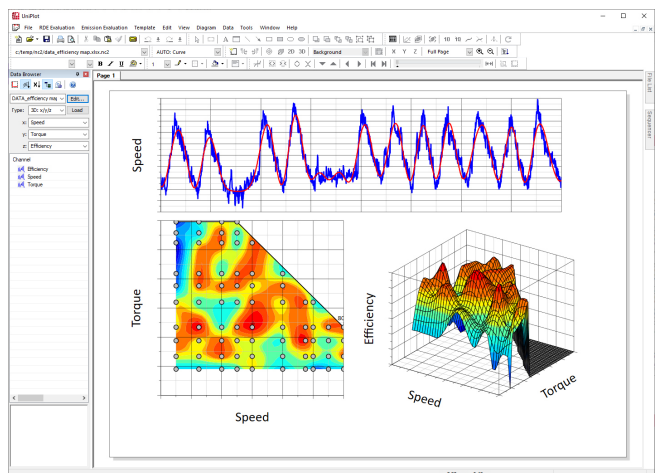 UniPlot
File RDE Evaluation Emission Evaluation Template Edit View Diagram Data Tools Window Help
c:/temp/nc2/data_efficiency map.xlsx.nc2 AUTO: Curve 2D 3D Background X Y Z Full Page
B I U
Data Browser
Page 1
DATA_efficiency map Edit...
Type: 3D: x/y/z Load
x: Speed
y: Torque
z: Efficiency
Channel
Efficiency
Speed
Torque
File List
Sequencer
Speed
Torque
Speed
Efficiency
Speed
Torque